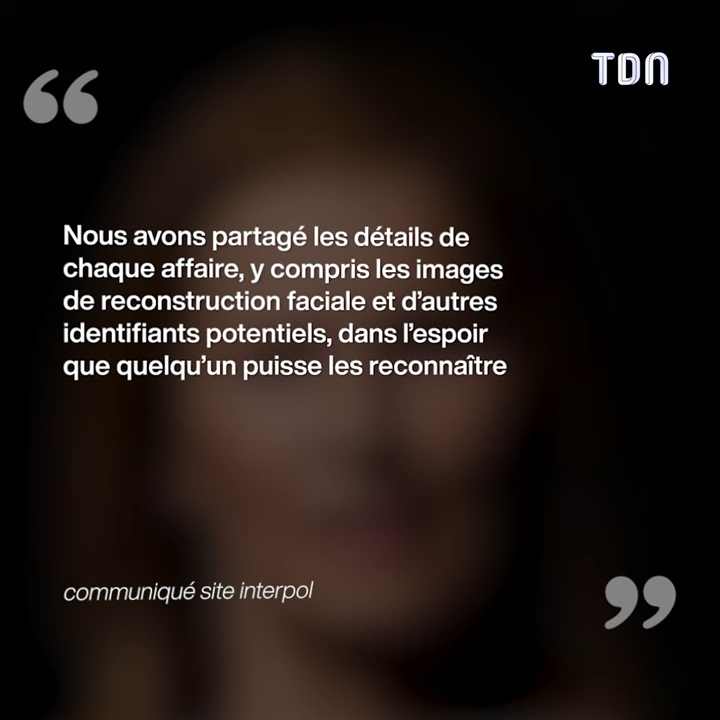 TDN
“
Nous avons partagé les détails de
chaque affaire, y compris les images
de reconstruction faciale et d’autres
identifiants potentiels, dans l’espoir
que quelqu’un puisse les reconnaître
communiqué site interpol
”